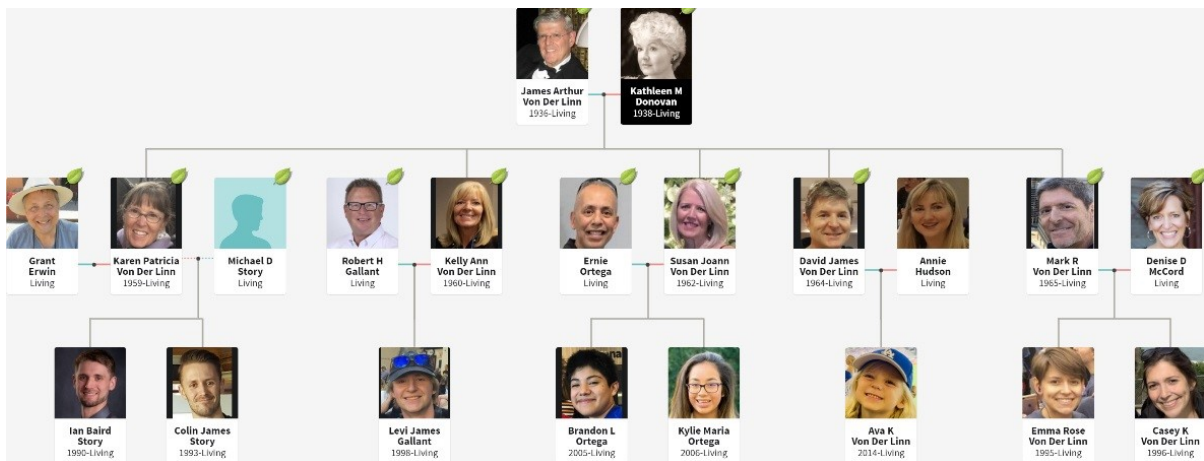 James Arthur
Von Der Linn
1936-Living
Kathleen M
Donovan
1938-Living
Grant
Erwin
Living
Karen Patricia
Von Der Linn
1959-Living
Michael D
Story
Living
Robert H
Gallant
Living
Kelly Ann
Von Der Linn
1960-Living
Ernie
Ortega
Living
Susan Joann
Von Der Linn
1962-Living
David James
Von Der Linn
1964-Living
Annie
Hudson
Living
Mark R
Von Der Linn
1965-Living
Denise D
McCord
Living
Ian Baird
Story
1990-Living
Colin James
Story
1993-Living
Levi James
Gallant
1998-Living
Brandon L
Ortega
2005-Living
Kylie Maria
Ortega
2006-Living
Ava K
Von Der Linn
2014-Living
Emma Rose
Von Der Linn
1995-Living
Casey K
Von Der Linn
1996-Living